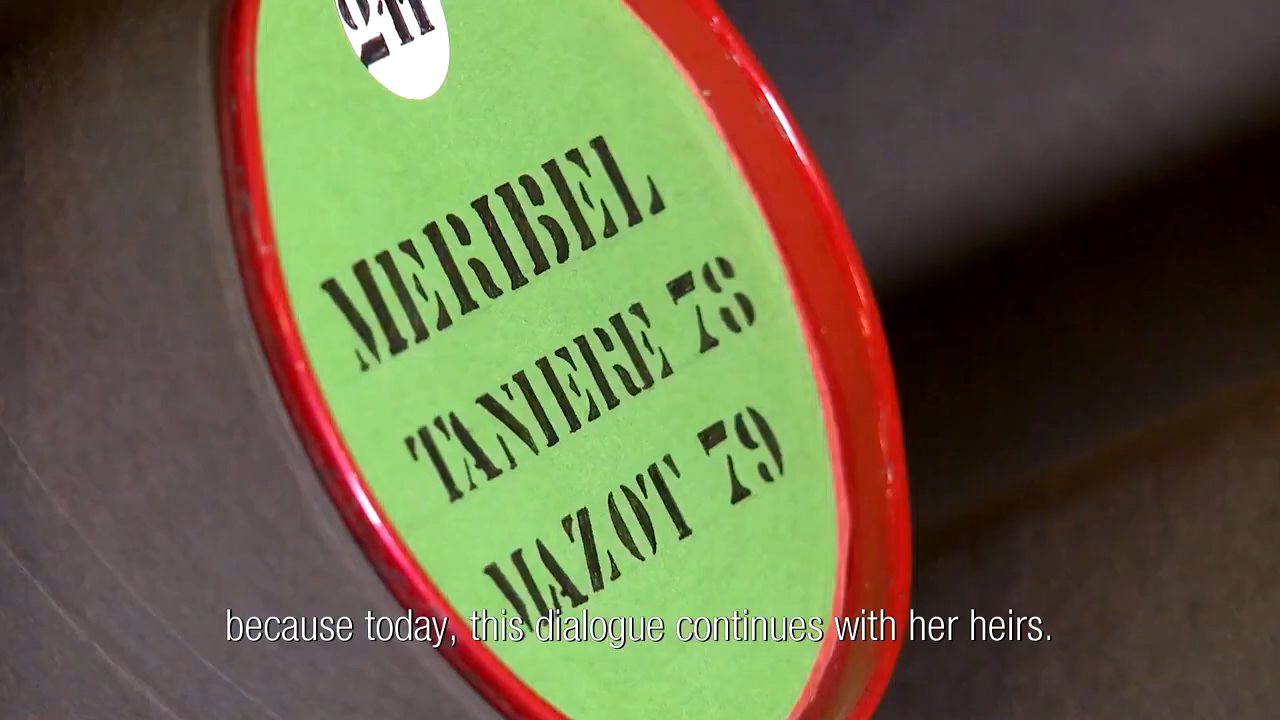 MERIBEL
TANIERE 78
MAZOT 79
because today, this dialogue continues with her heirs.